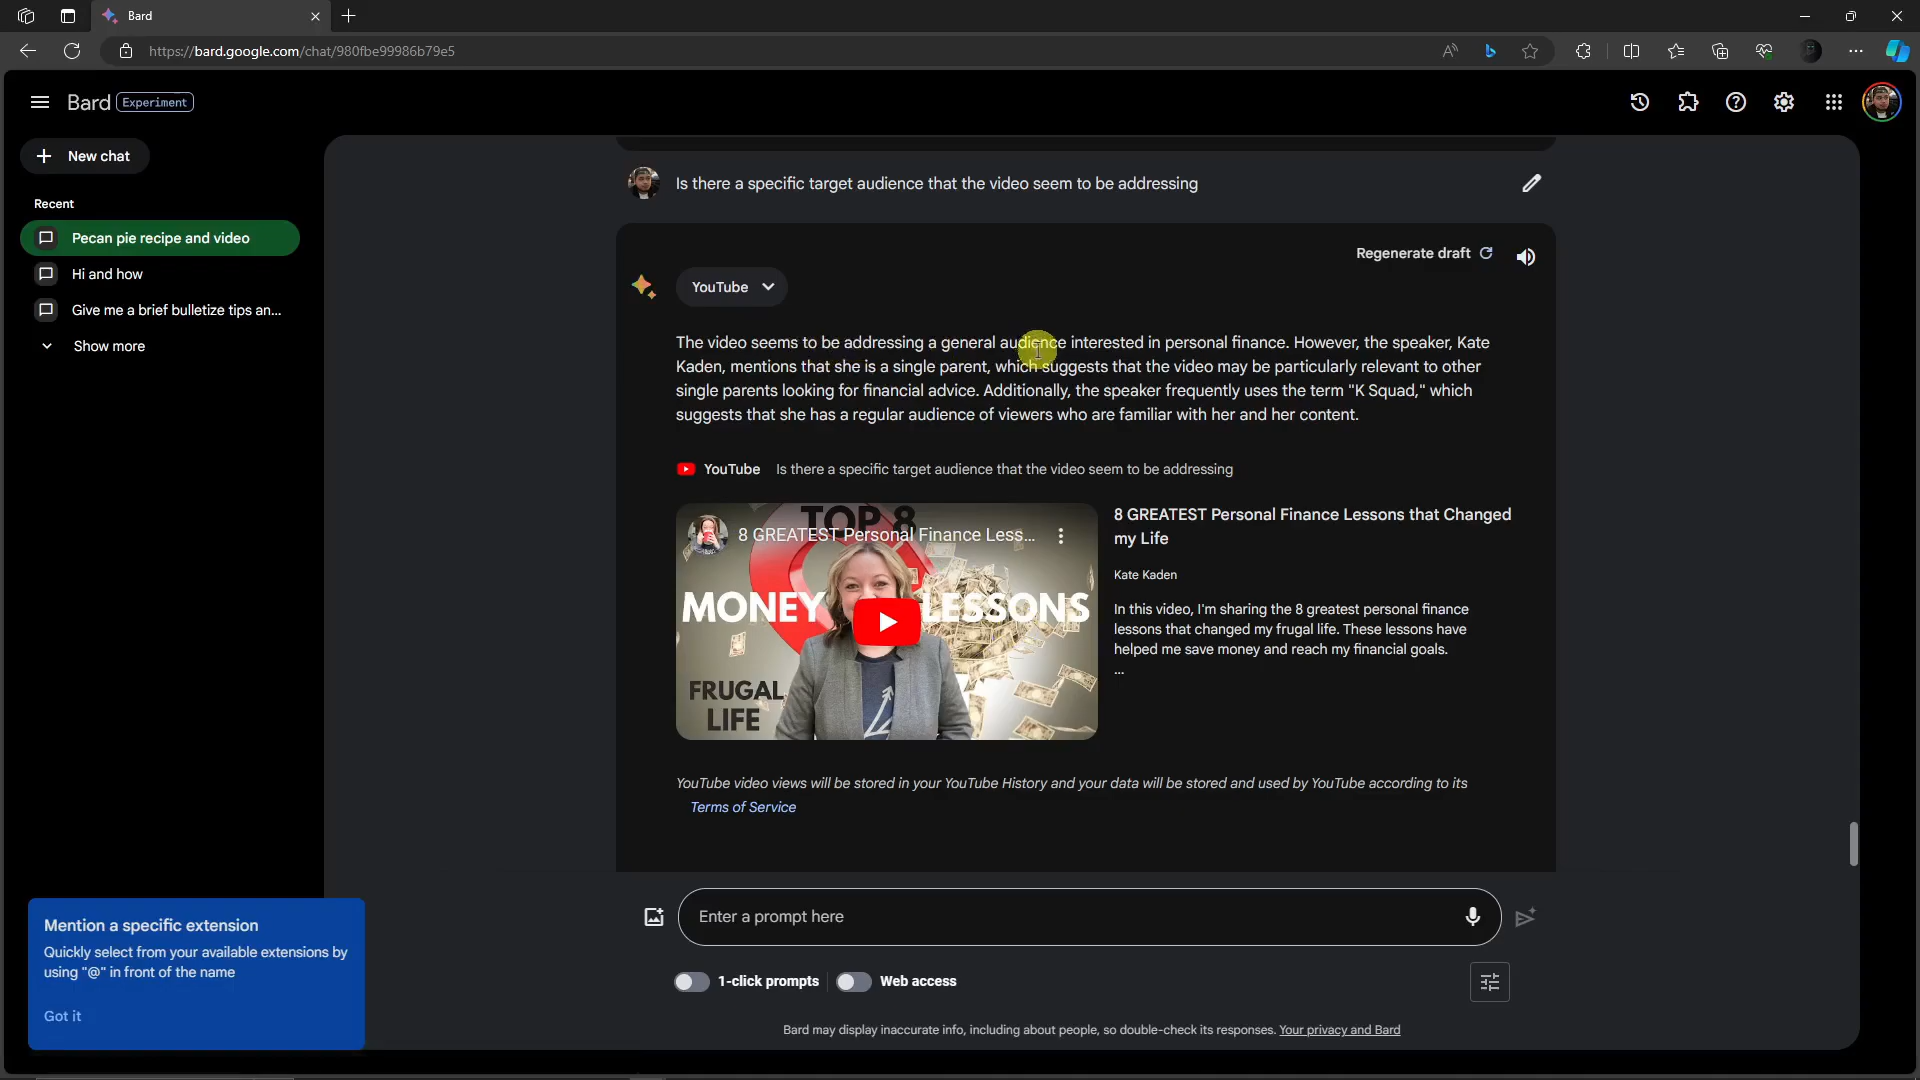 Bard
https://bard.google.com/chat/980fbe99986b79e5
Bard Experiment
New chat
Recent
Pecan pie recipe and video
Hi and how
Give me a brief bulletize tips an...
Show more
Is there a specific target audience that the video seem to be addressing
Regenerate draft
YouTube
The video seems to be addressing a general audience interested in personal finance. However, the speaker, Kate
Kaden, mentions that she is a single parent, which suggests that the video may be particularly relevant to other
single parents looking for financial advice. Additionally, the speaker frequently uses the term "K Squad," which
suggests that she has a regular audience of viewers who are familiar with her and her content.
YouTube Is there a specific target audience that the video seem to be addressing
TOP 8
8 GREATEST Personal Finance Less...
MONEY LESSONS
FRUGAL
LIFE
8 GREATEST Personal Finance Lessons that Changed
my Life
Kate Kaden
In this video, I'm sharing the 8 greatest personal finance
lessons that changed my frugal life. These lessons have
helped me save money and reach my financial goals.
...
YouTube video views will be stored in your YouTube History and your data will be stored and used by YouTube according to its
Terms of Service
Mention a specific extension
Quickly select from your available extensions by
using "@" in front of the name
Got it
Enter a prompt here
1-click prompts
Web access
Bard may display inaccurate info, including about people, so double-check its responses. Your privacy and Bard